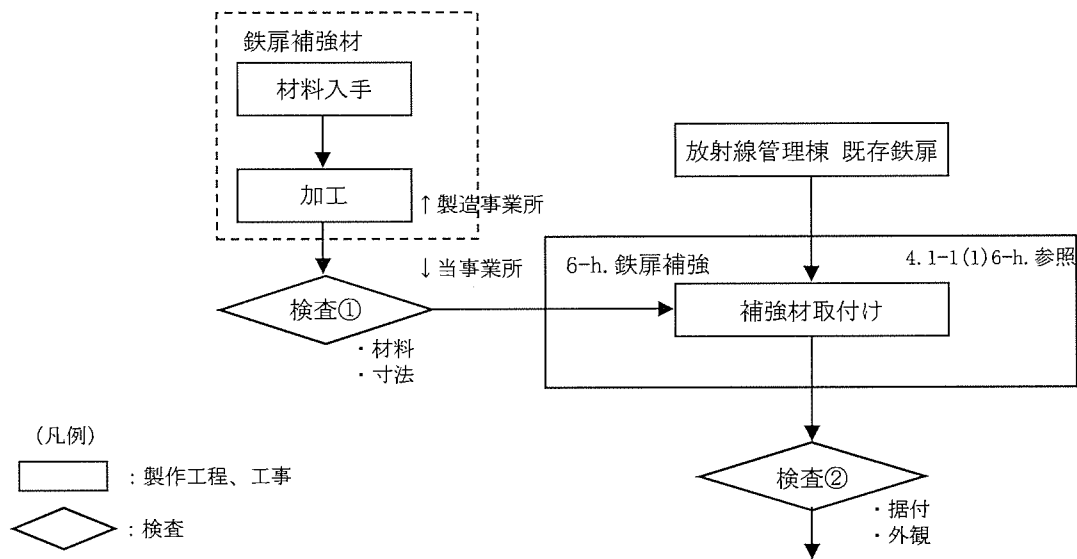 鉄扉補強材
材料入手
加工
↑製造事業所
↓当事業所
検査①
・材料
・寸法
放射線管理棟 既存鉄扉
6-h. 鉄扉補強
4.1-1(1)6-h. 参照
補強材取付け
検査②
・据付
・外観
(凡例)
：製作工程、工事
：検査